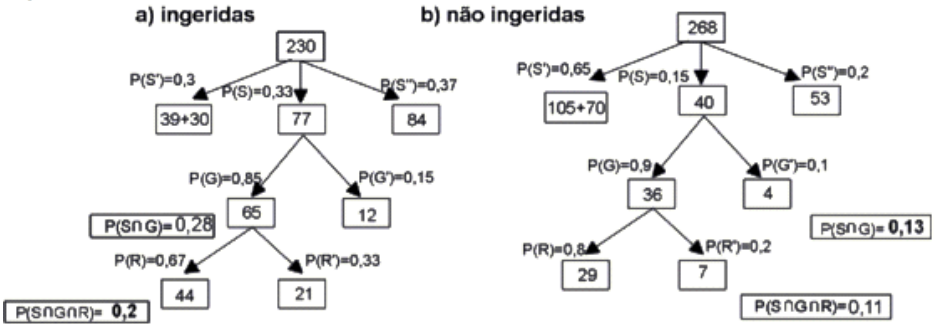 a) ingeridas
230
P(S')=0,3
P(S)=0,33
P(S'')=0,37
39+30
77
84
P(G)=0,85
P(G')=0,15
65
12
P(S∩G)=0,28
P(R)=0,67
P(R')=0,33
44
21
P(S∩G∩R)= 0,2
b) não ingeridas
268
P(S')=0,65
P(S)=0,15
P(S'')=0,2
105+70
40
53
P(G)=0,9
P(G')=0,1
36
4
P(S∩G)= 0,13
P(R)=0,8
P(R')=0,2
29
7
P(S∩G∩R)=0,11